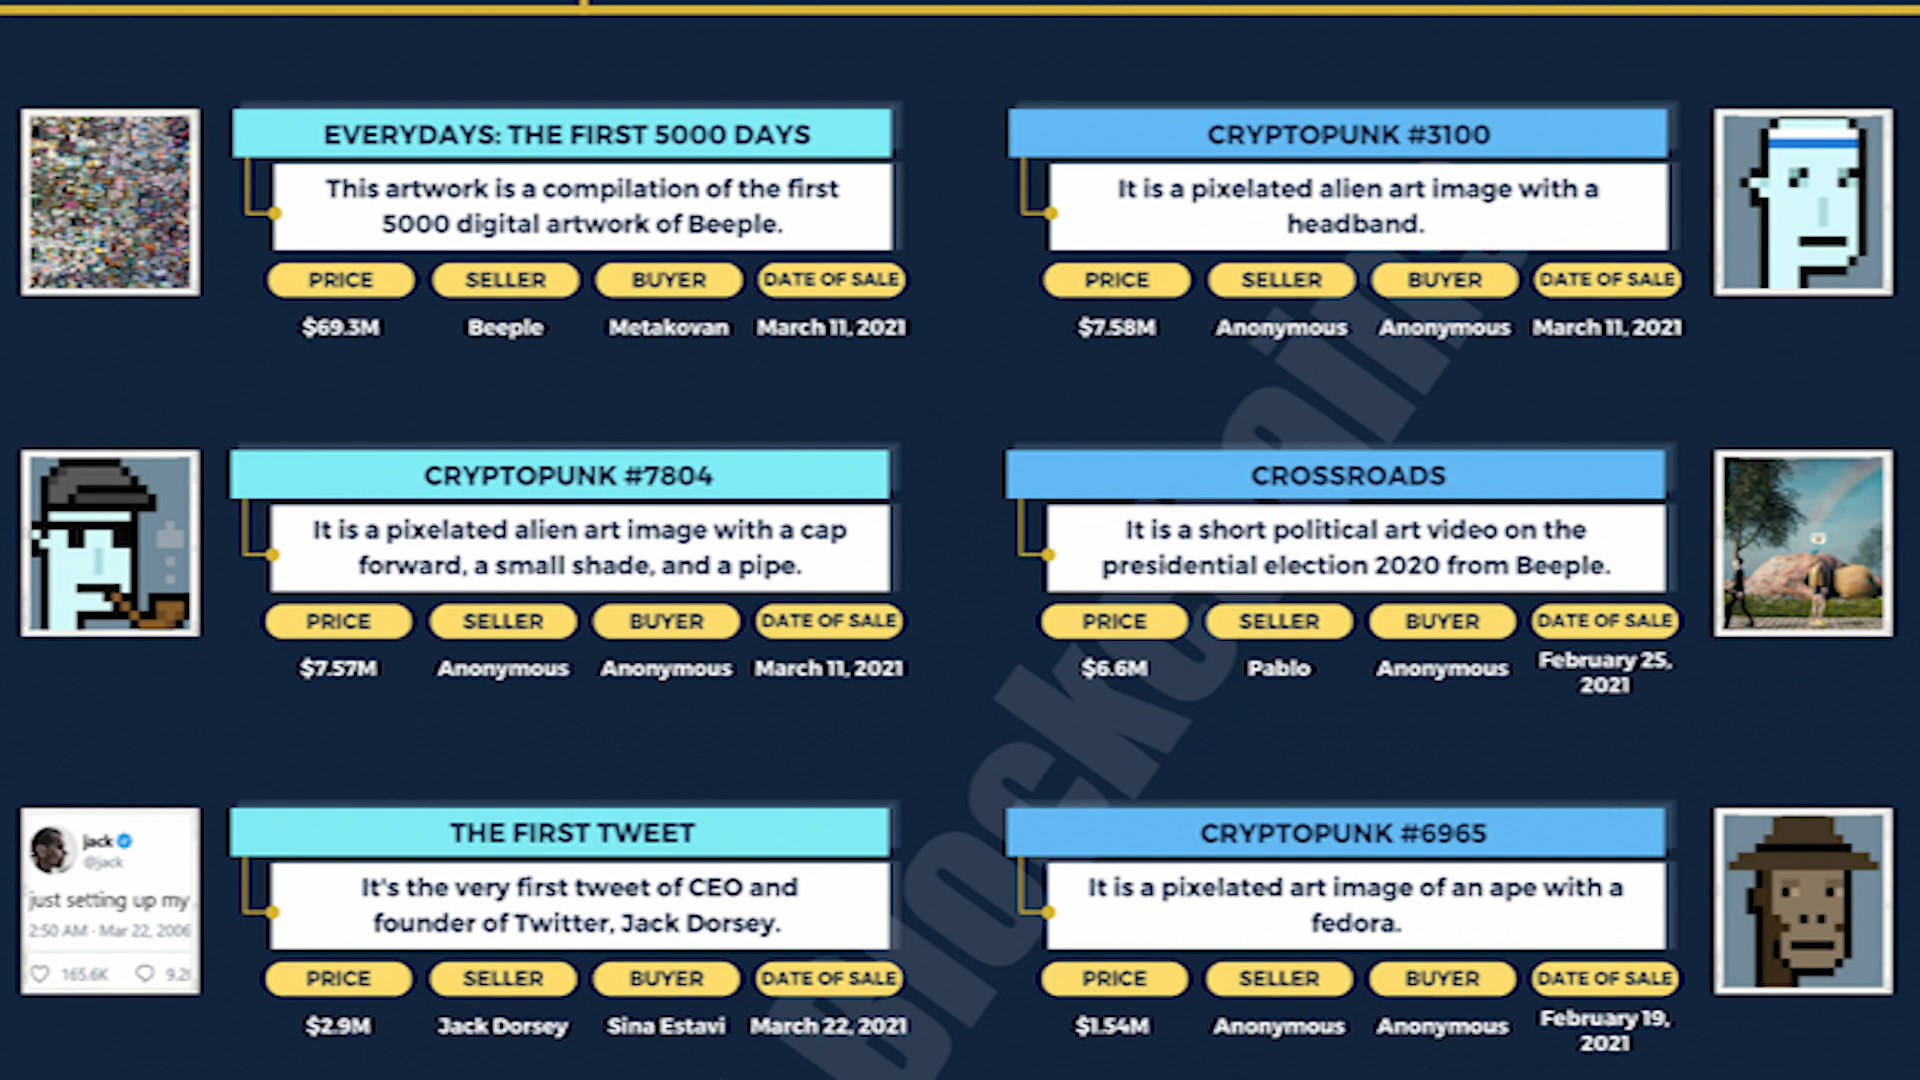 EVERYDAYS: THE FIRST 5000 DAYS
This artwork is a compilation of the first
5000 digital artwork of Beeple.
PRICE SELLER BUYER DATE OF SALE
$69.3M Beeple Metakovan March 11, 2021
CRYPTOPUNK #3100
It is a pixelated alien art image with a
headband.
PRICE SELLER BUYER DATE OF SALE
$7.58M Anonymous Anonymous March 11, 2021
CRYPTOPUNK #7804
It is a pixelated alien art image with a cap
forward, a small shade, and a pipe.
PRICE SELLER BUYER DATE OF SALE
$7.57M Anonymous Anonymous March 11, 2021
CROSSROADS
It is a short political art video on the
presidential election 2020 from Beeple.
PRICE SELLER BUYER DATE OF SALE
$6.6M Pablo Anonymous February 25,
2021
jack
@jack
just setting up my
2:50 AM · Mar 22, 2006
165.6K 9.2
THE FIRST TWEET
It's the very first tweet of CEO and
founder of Twitter, Jack Dorsey.
PRICE SELLER BUYER DATE OF SALE
$2.9M Jack Dorsey Sina Estavi March 22, 2021
CRYPTOPUNK #6965
It is a pixelated art image of an ape with a
fedora.
PRICE SELLER BUYER DATE OF SALE
$1.54M Anonymous Anonymous February 19,
2021